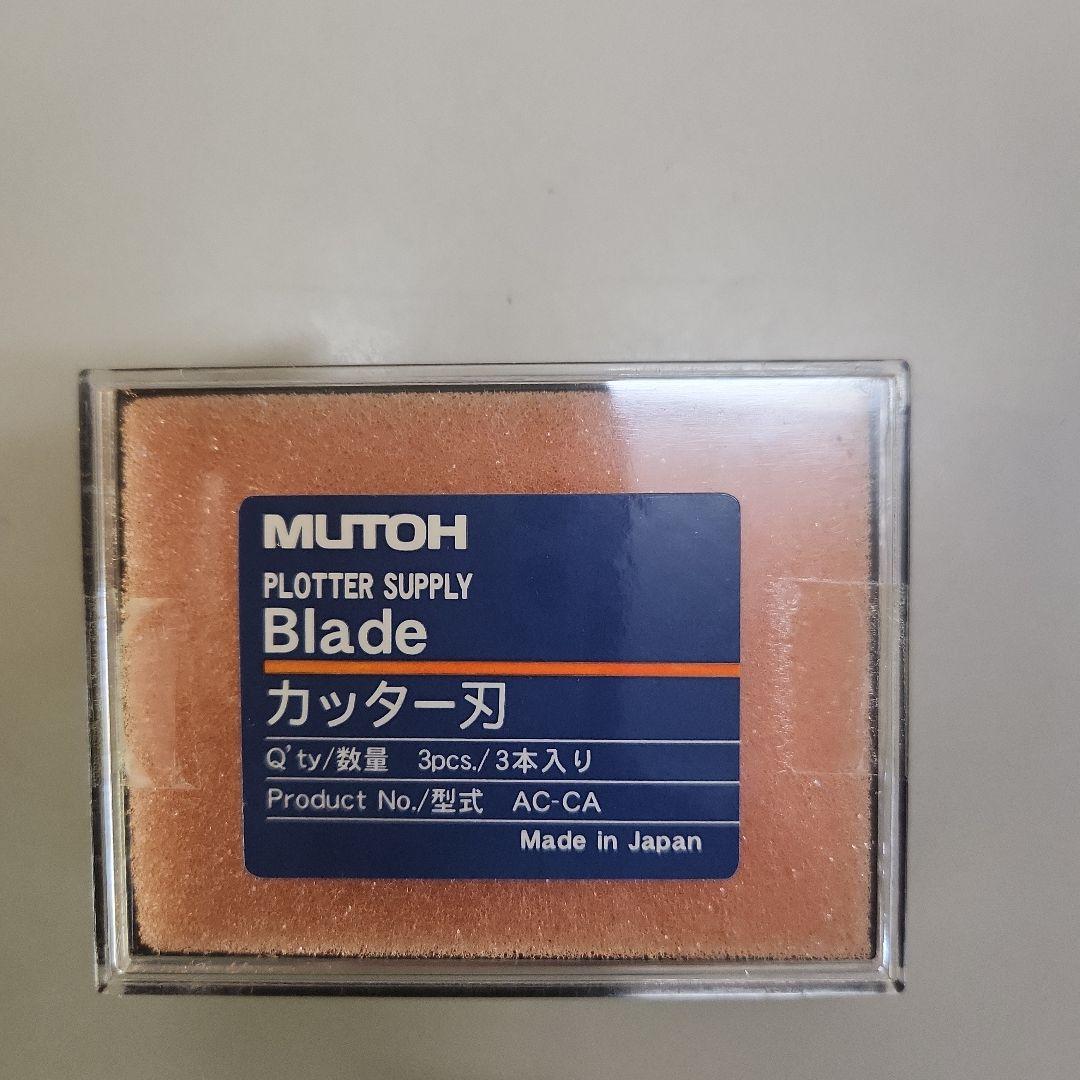 MUTOH
PLOTTER SUPPLY
Blade
カッター刃
Q'ty/数量 3pcs./3本入り
Product No./型式 AC-CA
Made in Japan